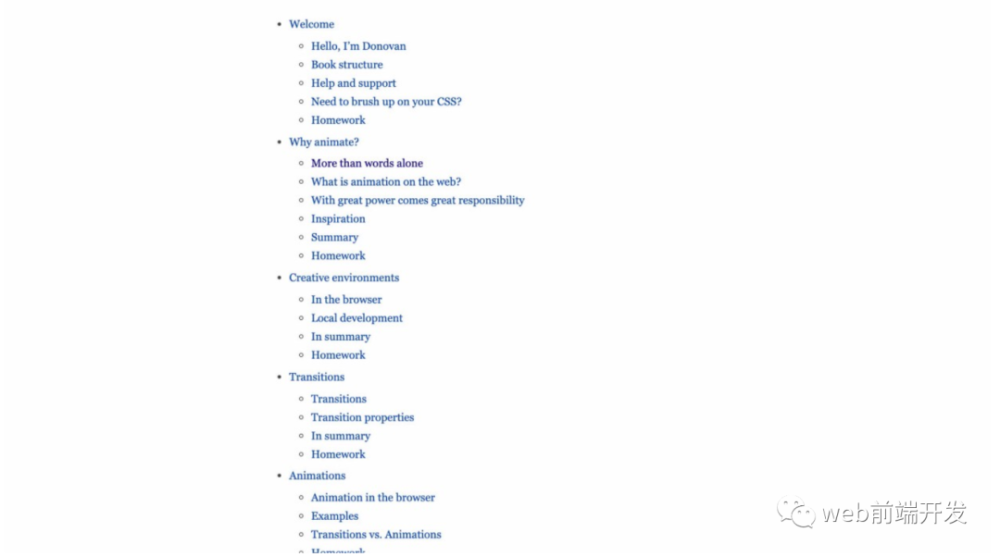 Welcome
Hello, I'm Donovan
Book structure
Help and support
Need to brush up on your CSS?
Homework
Why animate?
More than words alone
What is animation on the web?
With great power comes great responsibility
Inspiration
Summary
Homework
Creative environments
In the browser
Local development
In summary
Homework
Transitions
Transitions
Transition properties
In summary
Homework
Animations
Animation in the browser
Examples
Transitions vs. Animations
Homework
web前端开发